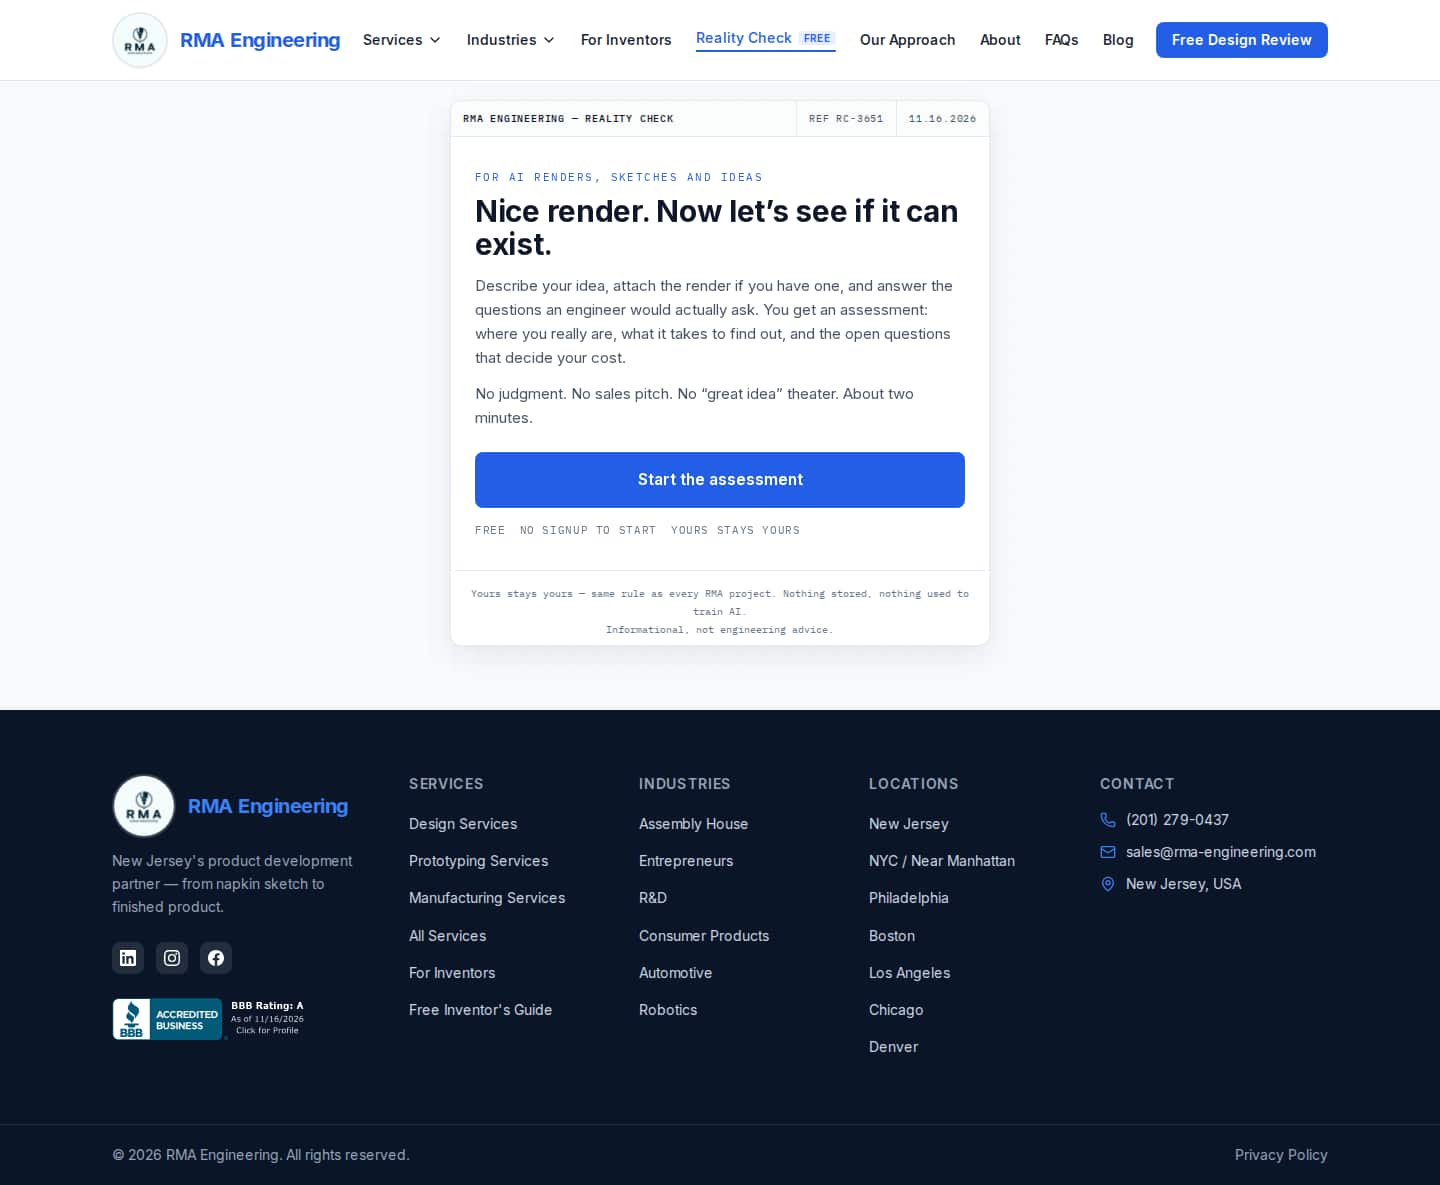 RMA
RMA Engineering
Services
Industries
For Inventors
Reality Check FREE
Our Approach
About
FAQs
Blog
Free Design Review
RMA ENGINEERING — REALITY CHECK
REF RC-3651
11.16.2026
FOR AI RENDERS, SKETCHES AND IDEAS
Nice render. Now let’s see if it can
exist.
Describe your idea, attach the render if you have one, and answer the
questions an engineer would actually ask. You get an assessment:
where you really are, what it takes to find out, and the open questions
that decide your cost.
No judgment. No sales pitch. No “great idea” theater. About two
minutes.
Start the assessment
FREE NO SIGNUP TO START YOURS STAYS YOURS
Yours stays yours — same rule as every RMA project. Nothing stored, nothing used to
train AI.
Informational, not engineering advice.
RMA
RMA Engineering
New Jersey's product development
partner — from napkin sketch to
finished product.
BBB
ACCREDITED
BUSINESS
BBB Rating: A
As of 11/16/2026
Click for Profile
SERVICES
Design Services
Prototyping Services
Manufacturing Services
All Services
For Inventors
Free Inventor's Guide
INDUSTRIES
Assembly House
Entrepreneurs
R&D
Consumer Products
Automotive
Robotics
LOCATIONS
New Jersey
NYC / Near Manhattan
Philadelphia
Boston
Los Angeles
Chicago
Denver
CONTACT
(201) 279-0437
sales@rma-engineering.com
New Jersey, USA
© 2026 RMA Engineering. All rights reserved.
Privacy Policy